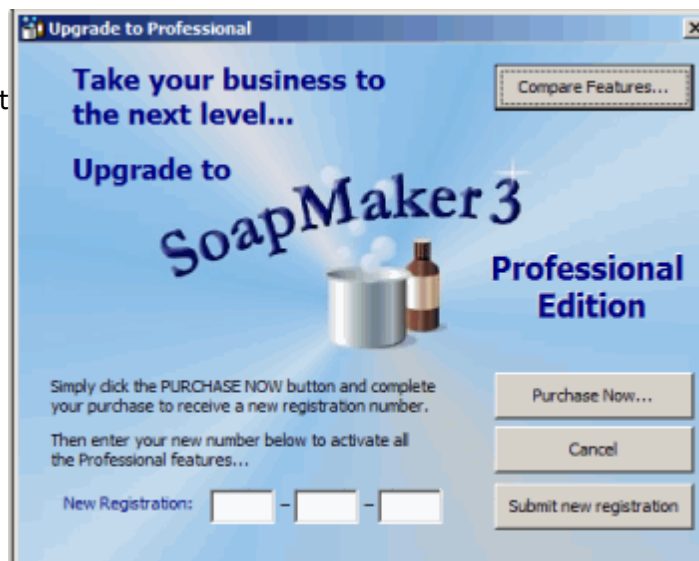 Upgrade to Professional
t
Take your business to
the next level...
Compare Features...
Upgrade to
SoapMaker 3
Professional
Edition
Simply click the PURCHASE NOW button and complete
your purchase to receive a new registration number.
Then enter your new number below to activate all
the Professional features...
New Registration: - -
Purchase Now...
Cancel
Submit new registration